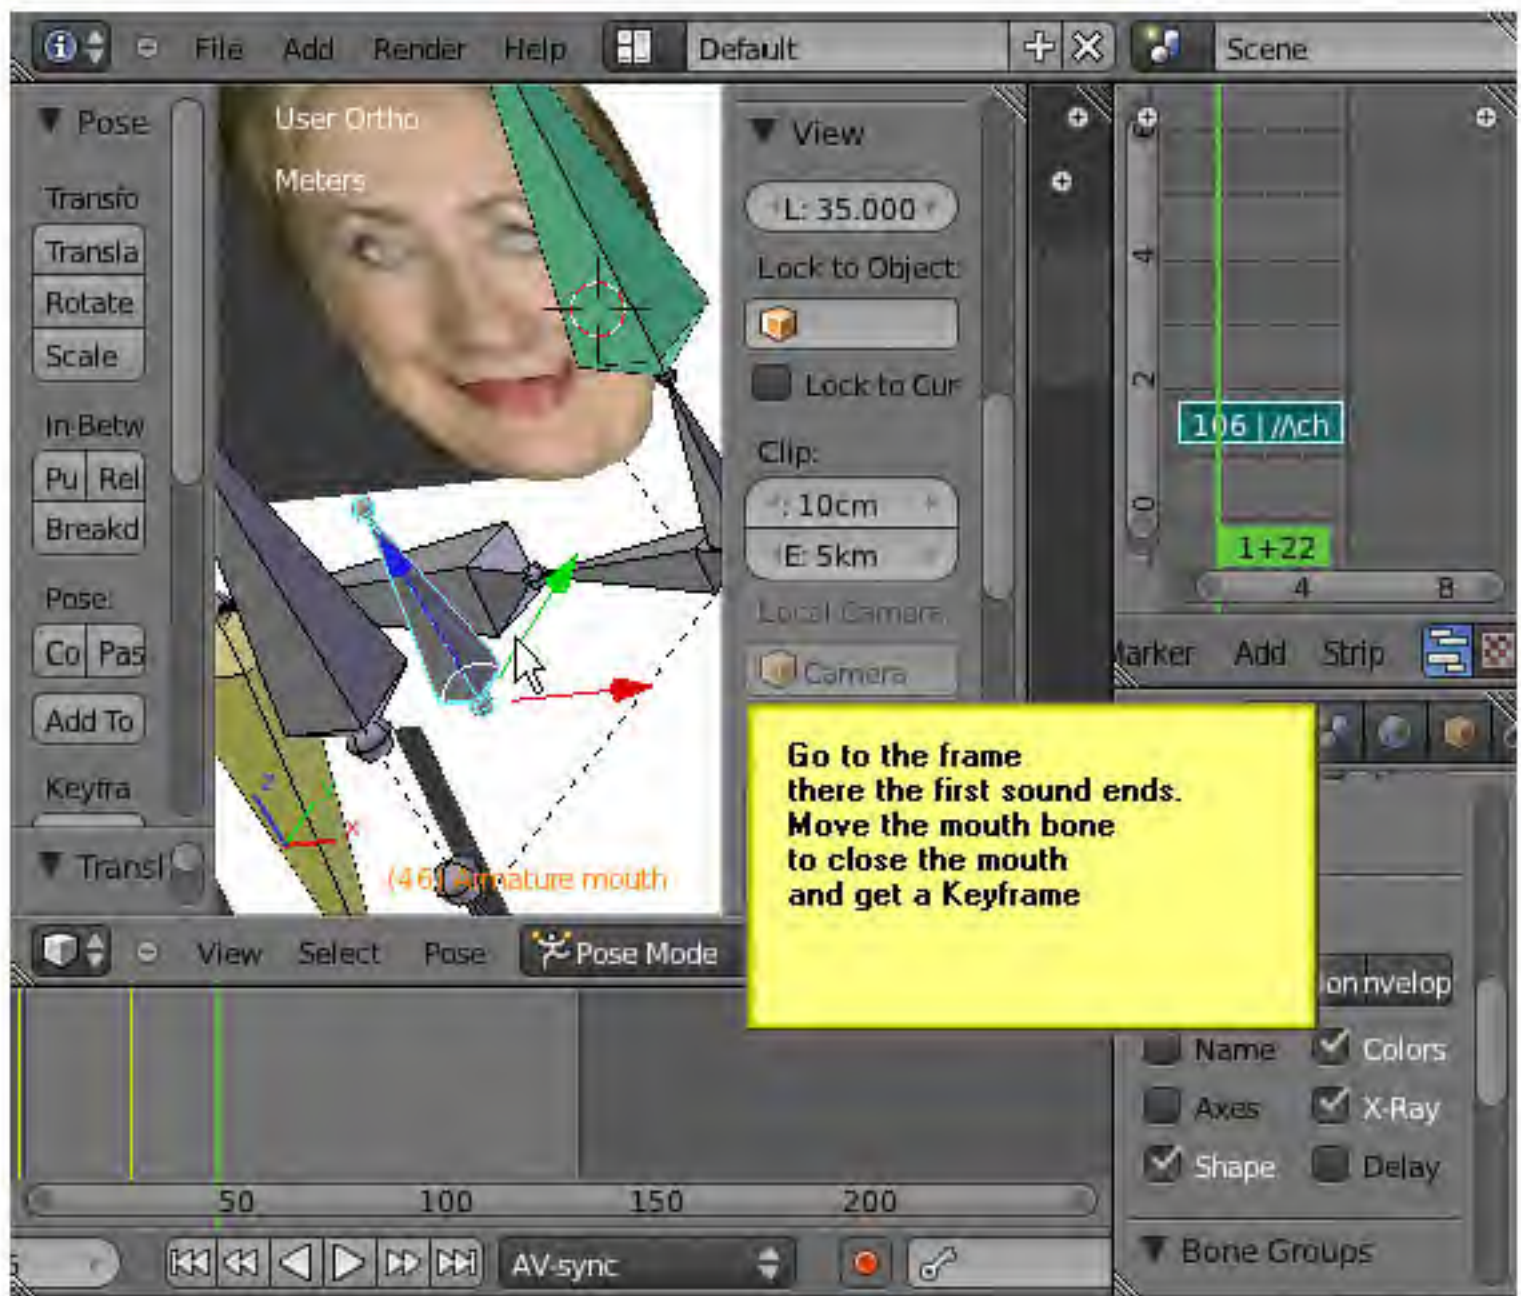 File Add Render Help Default Scene
Pose
Transfo
Transla
Rotate
Scale
In-Betw
Pu Rel
Breakd
Pose:
Co Pas
Add To
Keyfra
Transl
User Ortho
Meters
(46) Armature mouth
View
L: 35.000
Lock to Object:
Lock to Cur
Clip:
: 10cm
E: 5km
Local Camera
Camera
4
2
0
106 | //\ch
1+22
4 8
Marker Add Strip
Go to the frame
there the first sound ends.
Move the mouth bone
to close the mouth
and get a Keyframe
View Select Pose Pose Mode
on nvelop
Name Colors
Axes X-Ray
Shape Delay
Bone Groups
50 100 150 200
AV-sync